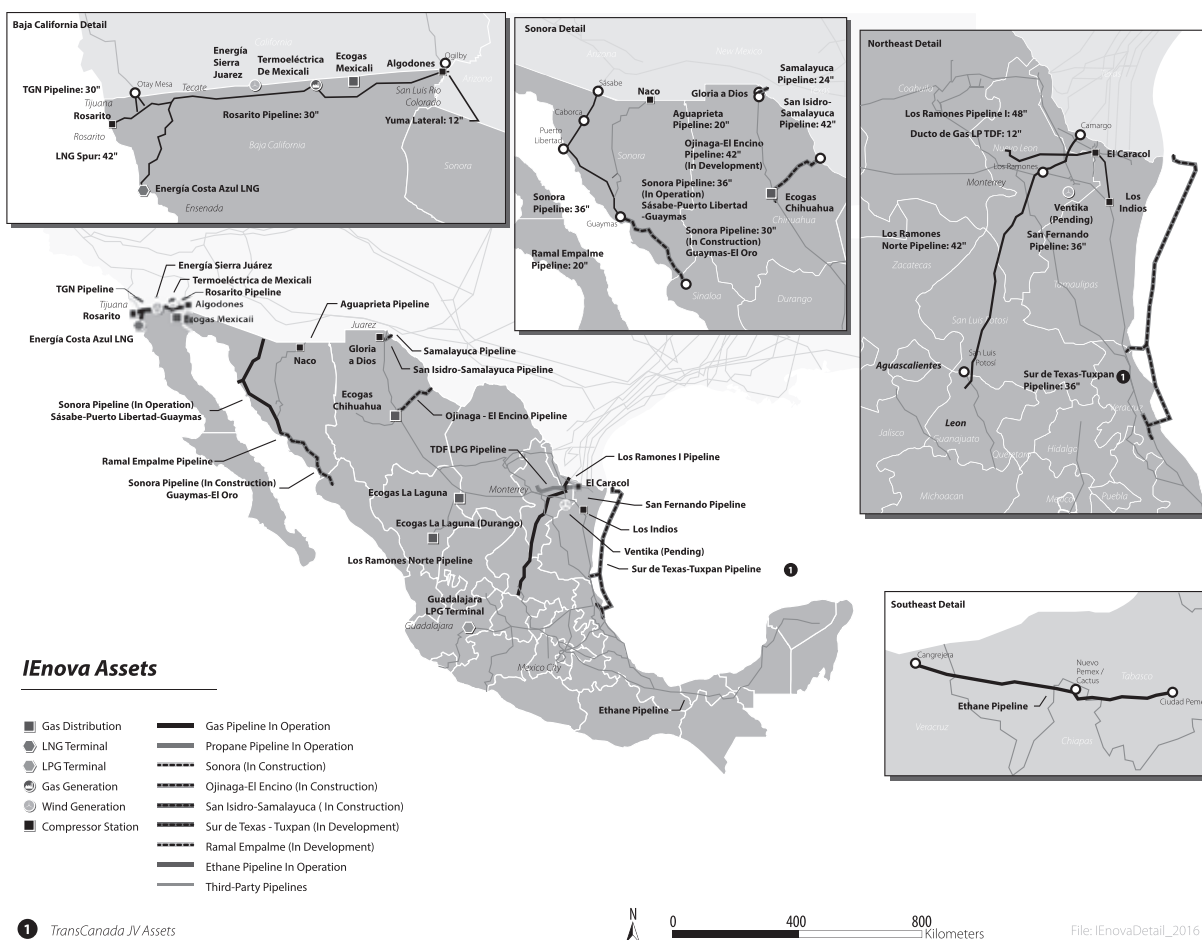 Baja California Detail
California
Energía
Sierra
Juarez
Termoeléctrica
De Mexicali
Ecogas
Mexicali
Algodones
Ogilby
Arizona
TGN Pipeline: 30"
Otay Mesa
Tecate
Tijuana
Rosarito
Rosarito
San Luis Rio
Colorado
Rosarito Pipeline: 30"
Yuma Lateral: 12"
LNG Spur: 42"
Baja California
Sonora
Energía Costa Azul LNG
Ensenada
Sonora Detail
Arizona
New Mexico
Samalayuca
Pipeline: 24"
Sásabe
Naco
Gloria a Dios
San Isidro-
Samalayuca
Pipeline: 42"
Caborca
Aguaprieta
Pipeline: 20"
Puerto
Libertad
Sonora
Ojinaga-El Encino
Pipeline: 42"
(In Development)
Sonora Pipeline: 36"
(In Operation)
Sásabe-Puerto Libertad
-Guaymas
Ecogas
Chihuahua
Chihuahua
Sonora
Pipeline: 36"
Guaymas
Sonora Pipeline: 30"
(In Construction)
Guaymas-El Oro
Ramal Empalme
Pipeline: 20"
Sinaloa
Durango
Northeast Detail
Coahuila
Los Ramones Pipeline I: 48"
Camargo
Ducto de Gas LP TDF: 12"
Nuevo Leon
El Caracol
Los Ramones
Monterrey
Los
Indios
Ventika
(Pending)
Los Ramones
Norte Pipeline: 42"
San Fernando
Pipeline: 36"
Zacatecas
Tamaulipas
San Luis Potosi
San Luis
Potosí
Aguascalientes
Sur de Texas-Tuxpan
Pipeline: 36"
1
Veracruz
Leon
Jalisco
Guanajuato
Queretaro
Hidalgo
Michoacan
Mexico
Puebla
Energía Sierra Juárez
Termoeléctrica de Mexicali
TGN Pipeline
Rosarito Pipeline
Tijuana
Algodones
Rosarito
Ecogas Mexicali
Energía Costa Azul LNG
Aguaprieta Pipeline
Juarez
Naco
Gloria
a Dios
Samalayuca Pipeline
San Isidro-Samalayuca Pipeline
Ecogas
Chihuahua
Sonora Pipeline (In Operation)
Sásabe-Puerto Libertad-Guaymas
Ojinaga - El Encino Pipeline
Ramal Empalme Pipeline
TDF LPG Pipeline
Los Ramones I Pipeline
Sonora Pipeline (In Construction)
Guaymas-El Oro
Monterrey
El Caracol
Ecogas La Laguna
San Fernando Pipeline
Ecogas La Laguna (Durango)
Los Indios
Ventika (Pending)
Los Ramones Norte Pipeline
Sur de Texas-Tuxpan Pipeline
1
Guadalajara
LPG Terminal
Guadalajara
Mexico City
Ethane Pipeline
Southeast Detail
Cangrejera
Nuevo
Pemex /
Cactus
Tabasco
Ethane Pipeline
Ciudad Peme
Veracruz
Chiapas
IEnova Assets
Gas Distribution
LNG Terminal
LPG Terminal
Gas Generation
Wind Generation
Compressor Station
Gas Pipeline In Operation
Propane Pipeline In Operation
Sonora (In Construction)
Ojinaga-El Encino (In Construction)
San Isidro-Samalayuca ( In Construction)
Sur de Texas - Tuxpan (In Development)
Ramal Empalme (In Development)
Ethane Pipeline In Operation
Third-Party Pipelines
1 TransCanada JV Assets
N
0 400 800
Kilometers
File: IEnovaDetail_2016